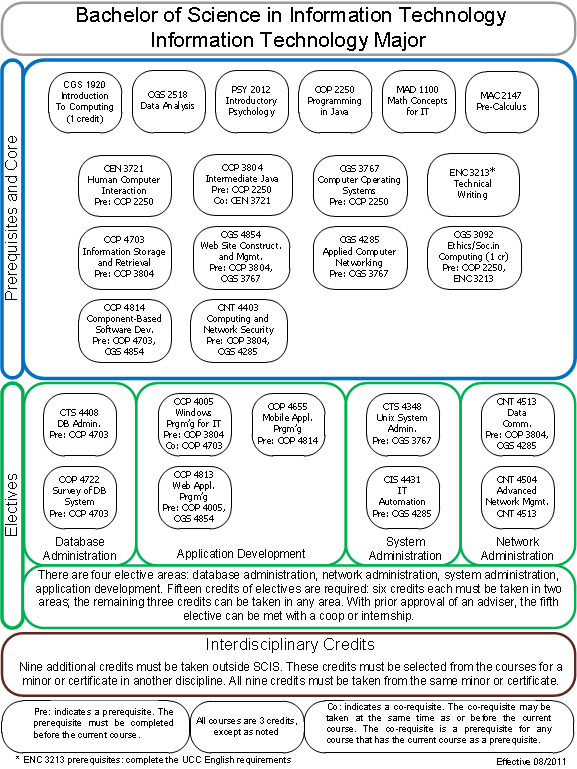 Bachelor of Science in Information Technology
Information Technology Major
Prerequisites and Core
CGS 1920
Introduction
To Computing
(1 credit)
CGS 2518
Data Analysis
PSY 2012
Introductory
Psychology
COP 2250
Programming
in Java
MAD 1100
Math Concepts
for IT
MAC 2147
Pre-Calculus
CEN 3721
Human Computer
Interaction
Pre: COP 2250
COP 3804
Intermediate Java
Pre: COP 2250
Co: CEN 3721
CGS 3767
Computer Operating
Systems
Pre: COP 2250
ENC 3213*
Technical
Writing
COP 4703
Information Storage
and Retrieval
Pre: COP 3804
CGS 4854
Web Site Construct.
and Mgmt.
Pre: COP 3804,
CGS 3767
CGS 4285
Applied Computer
Networking
Pre: CGS 3767
CGS 3092
Ethics/Soc.in
Computing (1 cr)
Pre: COP 2250,
ENC 3213
COP 4814
Component-Based
Software Dev.
Pre: COP 4703,
CGS 4854
CNT 4403
Computing and
Network Security
Pre: COP 3804,
CGS 4285
Electives
CTS 4408
DB Admin.
Pre: COP 4703
COP 4722
Survey of DB
System
Pre: COP 4703
Database
Administration
COP 4005
Windows
Prgm'g for IT
Pre: COP 3804
Co: COP 4703
COP 4655
Mobile Appl.
Prgm'g
Pre: COP 4814
COP 4813
Web Appl.
Prgm'g
Pre: COP 4005,
CGS 4854
Application Development
CTS 4348
Unix System
Admin.
Pre: CGS 3767
CIS 4431
IT
Automation
Pre: CGS 4285
System
Administration
CNT 4513
Data
Comm.
Pre: COP 3804,
CGS 4285
CNT 4504
Advanced
Network Mgmt.
CNT 4513
Network
Administration
There are four elective areas: database administration, network administration, system administration,
application development. Fifteen credits of electives are required: six credits each must be taken in two
areas; the remaining three credits can be taken in any area. With prior approval of an adviser, the fifth
elective can be met with a coop or internship.
Interdisciplinary Credits
Nine additional credits must be taken outside SCIS. These credits must be selected from the courses for a
minor or certificate in another discipline. All nine credits must be taken from the same minor or certificate.
Pre: indicates a prerequisite. The
prerequisite must be completed
before the current course.
All courses are 3 credits,
except as noted
Co: indicates a co-requisite. The co-requisite may be
taken at the same time as or before the current
course. The co-requisite is a prerequisite for any
course that has the current course as a prerequisite.
* ENC 3213 prerequisites: complete the UCC English requirements
Effective 08/2011